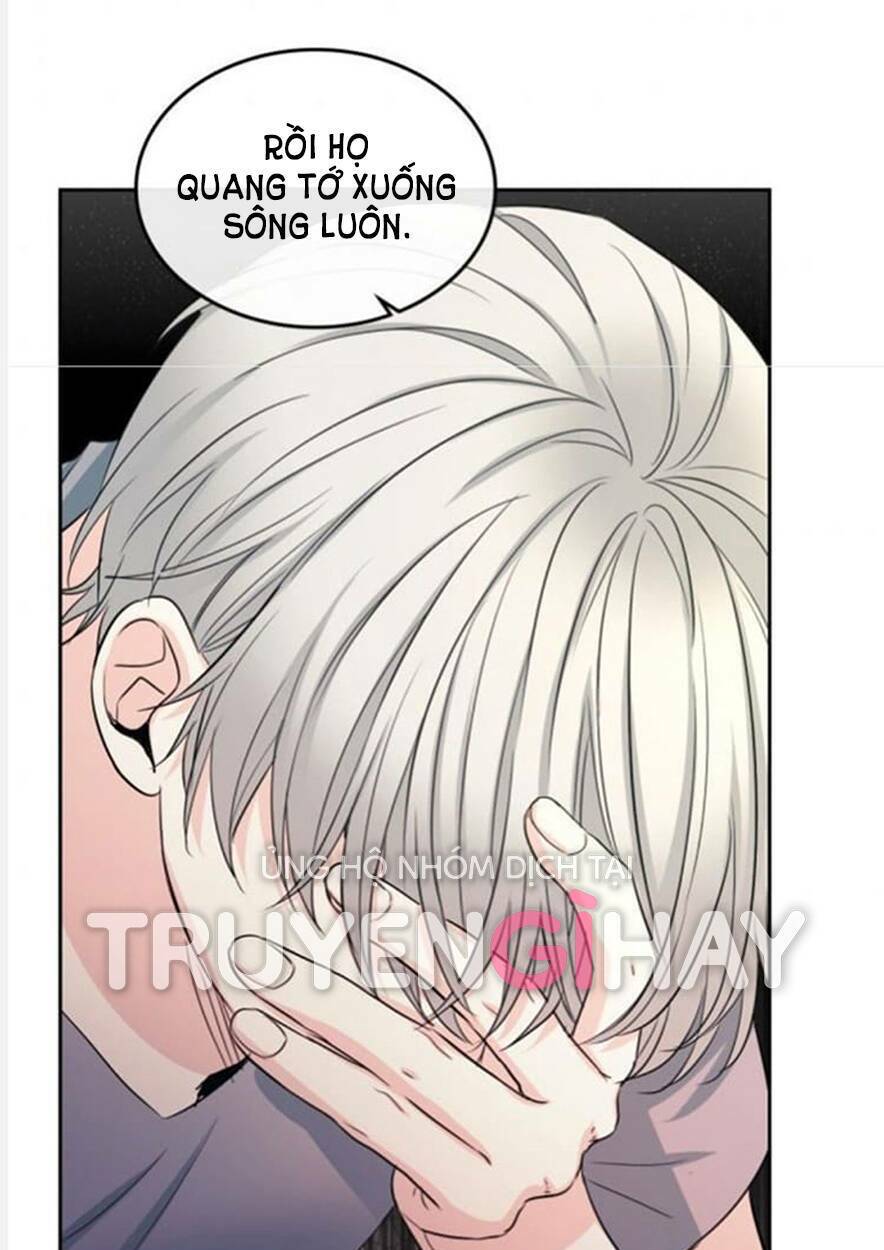 RỒI HỌ
QUANG TỚ XUỐNG
SÔNG LUÔN.
ỦNG HỘ NHÓM DỊCH TẠI
TRUYENGIHAY